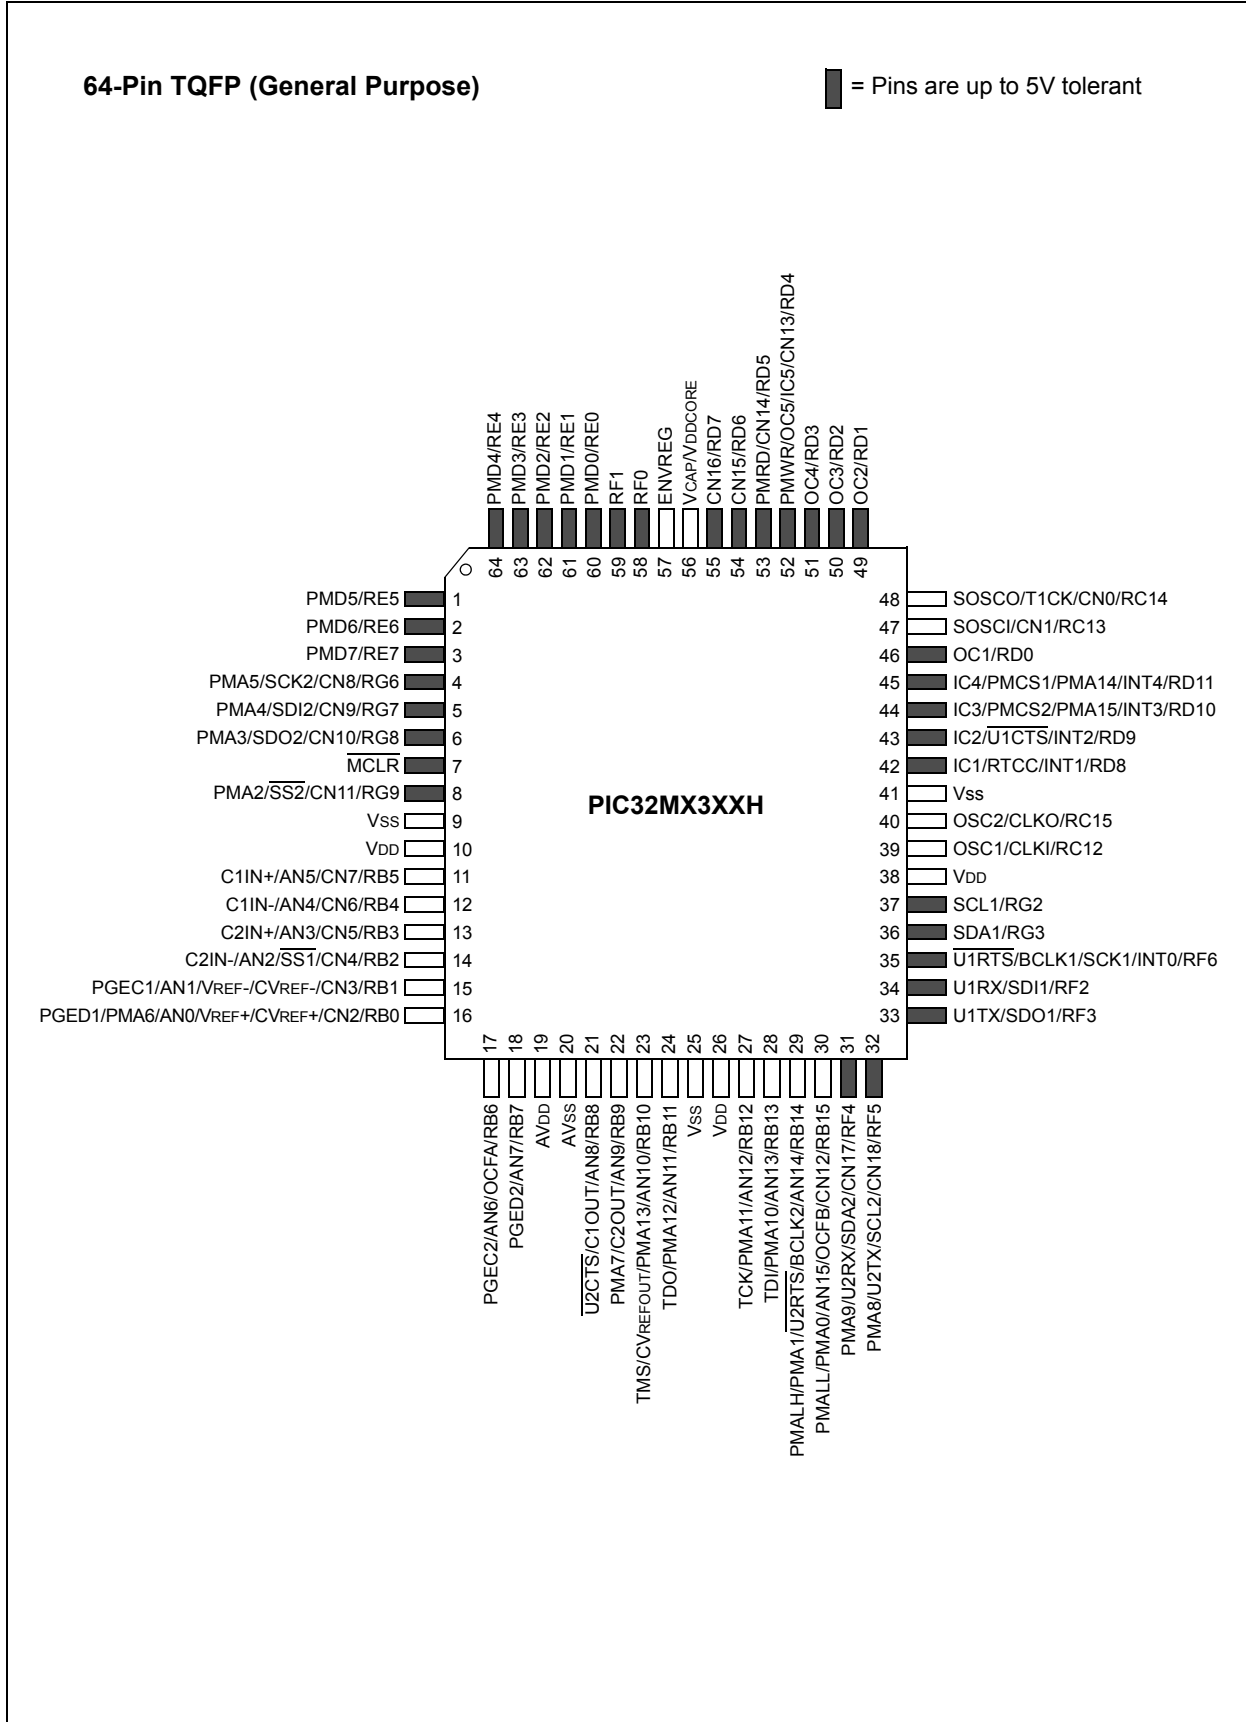 64-Pin TQFP (General Purpose)
= Pins are up to 5V tolerant
PMD4/RE4
PMD3/RE3
PMD2/RE2
PMD1/RE1
PMD0/RE0
RF1
RF0
ENVREG
VCAP/VDDCORE
CN16/RD7
CN15/RD6
PMRD/CN14/RD5
PMWR/OC5/IC5/CN13/RD4
OC4/RD3
OC3/RD2
OC2/RD1
64
63
62
61
60
59
58
57
56
55
54
53
52
51
50
49
PMD5/RE5 1
PMD6/RE6 2
PMD7/RE7 3
PMA5/SCK2/CN8/RG6 4
PMA4/SDI2/CN9/RG7 5
PMA3/SDO2/CN10/RG8 6
MCLR 7
PMA2/SS2/CN11/RG9 8
VSS 9
VDD 10
C1IN+/AN5/CN7/RB5 11
C1IN-/AN4/CN6/RB4 12
C2IN+/AN3/CN5/RB3 13
C2IN-/AN2/SS1/CN4/RB2 14
PGEC1/AN1/VREF-/CVREF-/CN3/RB1 15
PGED1/PMA6/AN0/VREF+/CVREF+/CN2/RB0 16
PIC32MX3XXH
48 SOSCO/T1CK/CN0/RC14
47 SOSCI/CN1/RC13
46 OC1/RD0
45 IC4/PMCS1/PMA14/INT4/RD11
44 IC3/PMCS2/PMA15/INT3/RD10
43 IC2/U1CTS/INT2/RD9
42 IC1/RTCC/INT1/RD8
41 Vss
40 OSC2/CLKO/RC15
39 OSC1/CLKI/RC12
38 VDD
37 SCL1/RG2
36 SDA1/RG3
35 U1RTS/BCLK1/SCK1/INT0/RF6
34 U1RX/SDI1/RF2
33 U1TX/SDO1/RF3
17
18
19
20
21
22
23
24
25
26
27
28
29
30
31
32
PGEC2/AN6/OCFA/RB6
PGED2/AN7/RB7
AVDD
AVSS
U2CTS/C1OUT/AN8/RB8
PMA7/C2OUT/AN9/RB9
TMS/CVREFOUT/PMA13/AN10/RB10
TDO/PMA12/AN11/RB11
VSS
VDD
TCK/PMA11/AN12/RB12
TDI/PMA10/AN13/RB13
PMALH/PMA1/U2RTS/BCLK2/AN14/RB14
PMALL/PMA0/AN15/OCFB/CN12/RB15
PMA9/U2RX/SDA2/CN17/RF4
PMA8/U2TX/SCL2/CN18/RF5